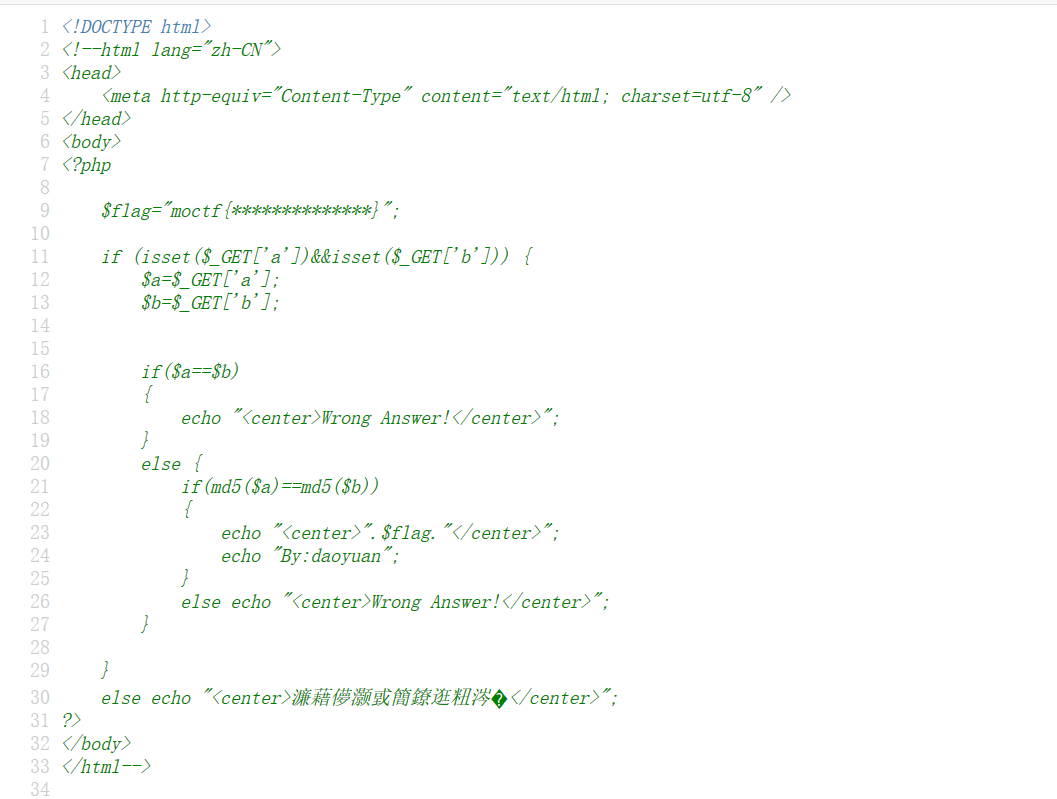 1 <!DOCTYPE html>
2 <!--html lang="zh-CN">
3 <head>
4     <meta http-equiv="Content-Type" content="text/html; charset=utf-8" />
5 </head>
6 <body>
7 <?php
8
9     $flag="moctf{**************}";
10
11     if (isset($_GET['a'])&&isset($_GET['b'])) {
12         $a=$_GET['a'];
13         $b=$_GET['b'];
14
15
16         if($a==$b)
17         {
18             echo "<center>Wrong Answer!</center>";
19         }
20         else {
21             if(md5($a)==md5($b))
22             {
23                 echo "<center>".$flag."</center>";
24                 echo "By:daoyuan";
25             }
26             else echo "<center>Wrong Answer!</center>";
27         }
28
29     }
30     else echo "<center>濂藉儚灏戜簡鐐逛粈涔�</center>";
31 ?>
32 </body>
33 </html-->
34